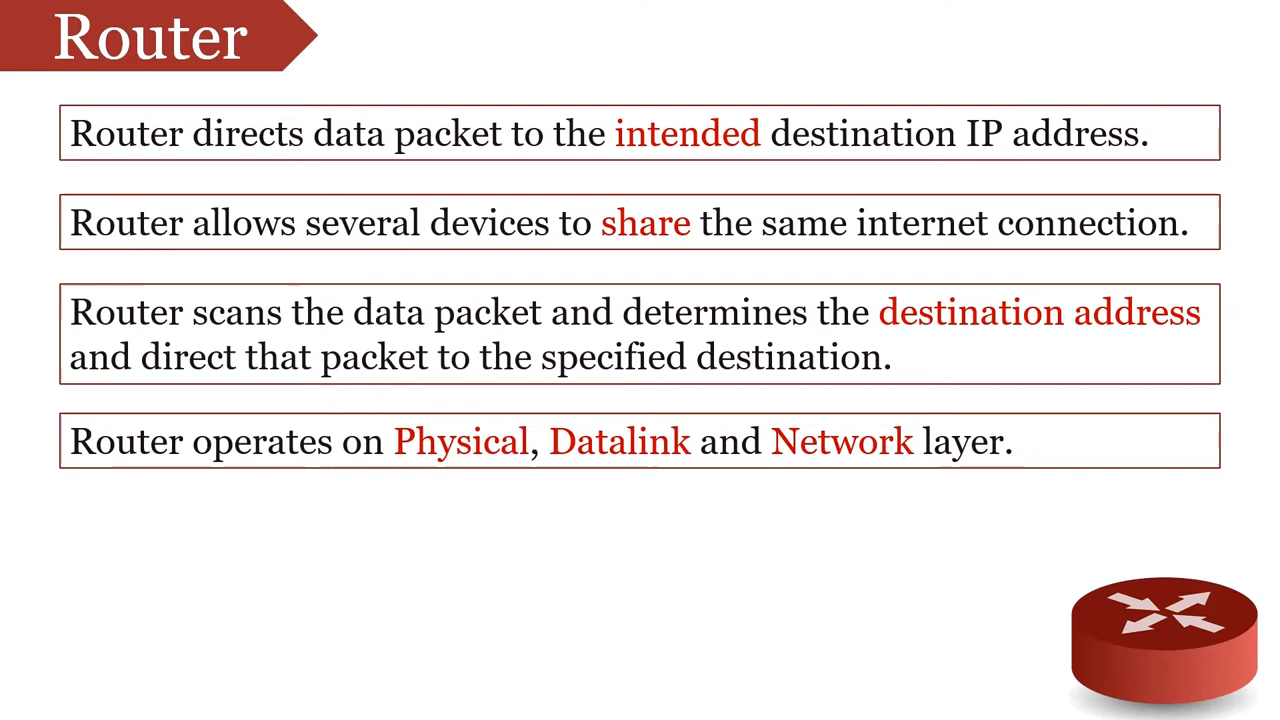 Router
Router directs data packet to the intended destination IP address.
Router allows several devices to share the same internet connection.
Router scans the data packet and determines the destination address
and direct that packet to the specified destination.
Router operates on Physical, Datalink and Network layer.